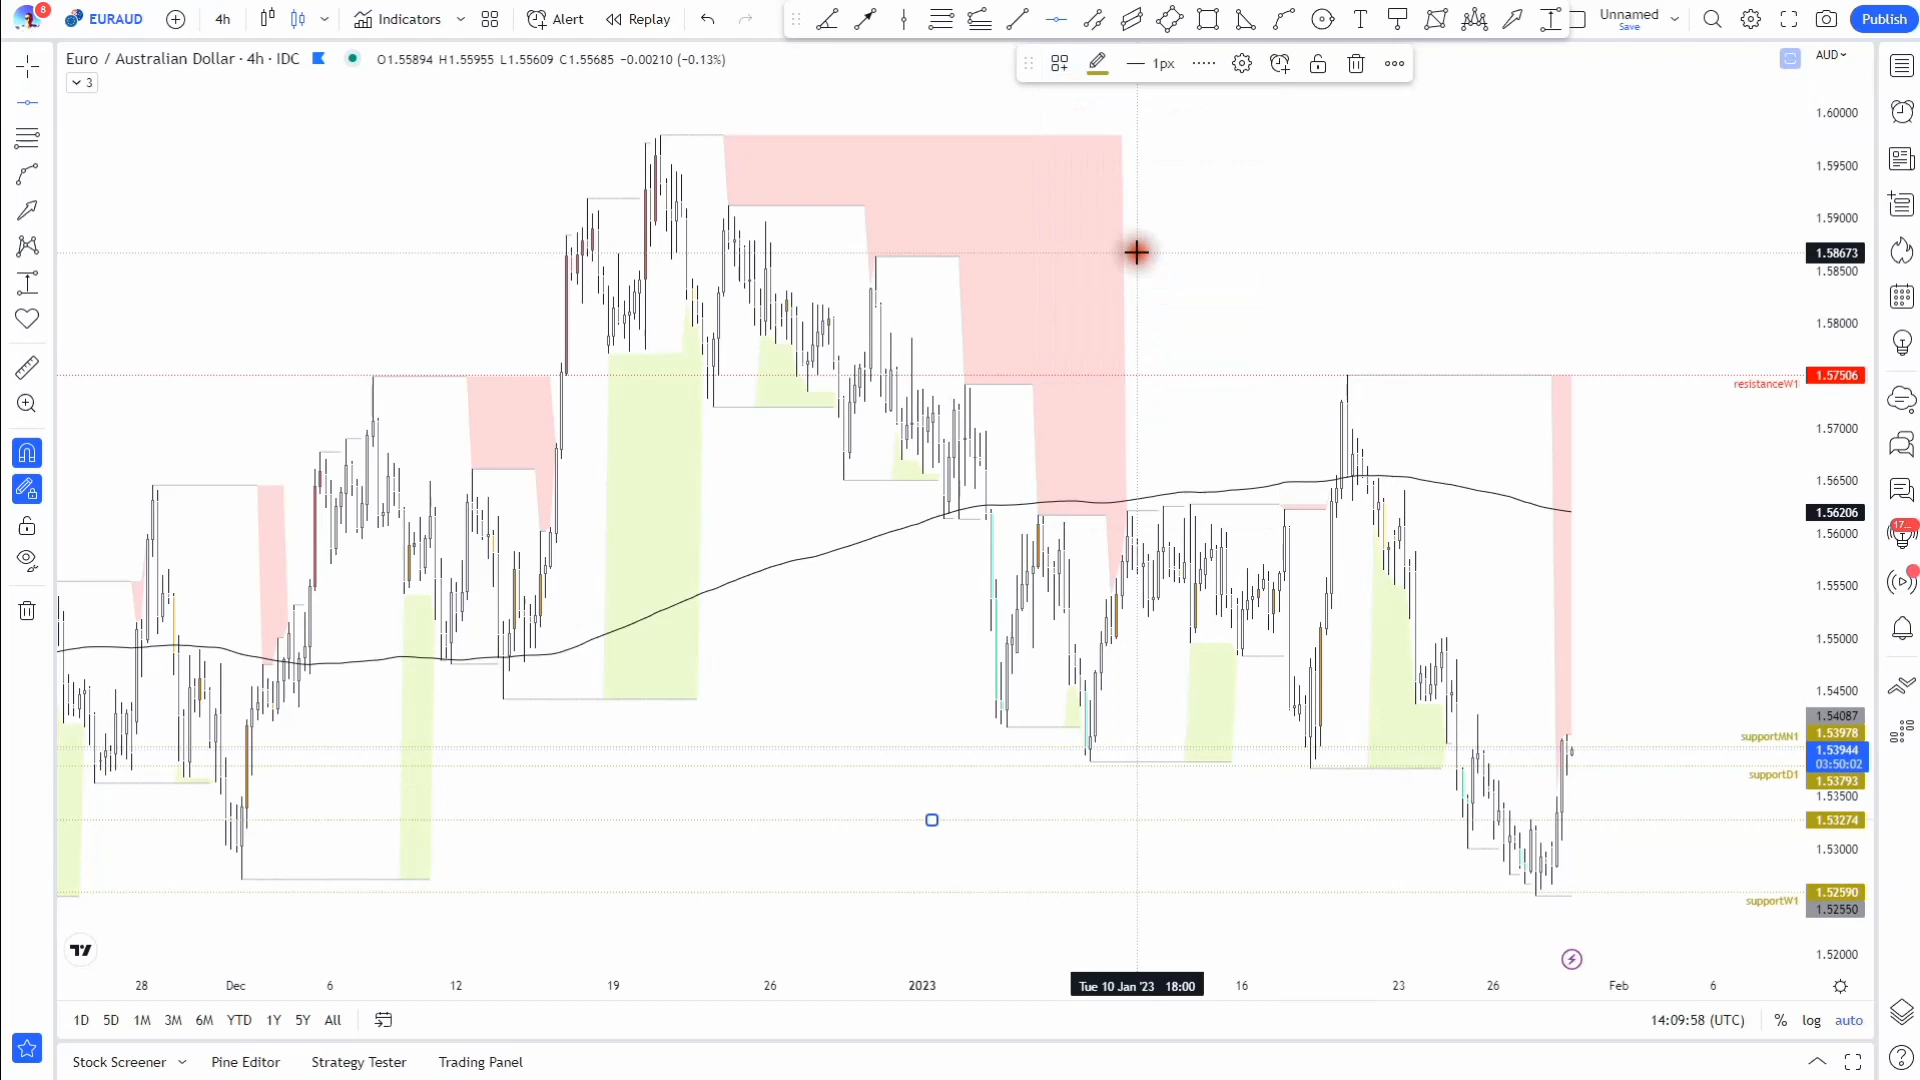 8
EURAUD
4h
Indicators
Alert
Replay
Unnamed
Save
Publish
Euro / Australian Dollar · 4h · IDC
O1.55894 H1.55955 L1.55609 C1.55685 −0.00210 (−0.13%)
3
1px
AUD
1.60000
1.59500
1.59000
1.58673
1.58500
1.58000
1.57506
resistanceW1
1.57000
1.56500
1.56206
1.56000
1.55500
1.55000
1.54500
1.54087
supportMN1
1.53978
1.53944
03:50:02
supportD1
1.53793
1.53500
1.53274
1.53000
1.52590
supportW1
1.52550
1.52000
17...
28
Dec
6
12
19
26
2023
Tue 10 Jan '23 18:00
16
23
26
Feb
6
1D 5D 1M 3M 6M YTD 1Y 5Y All
14:09:58 (UTC)
%
log
auto
Stock Screener
Pine Editor
Strategy Tester
Trading Panel